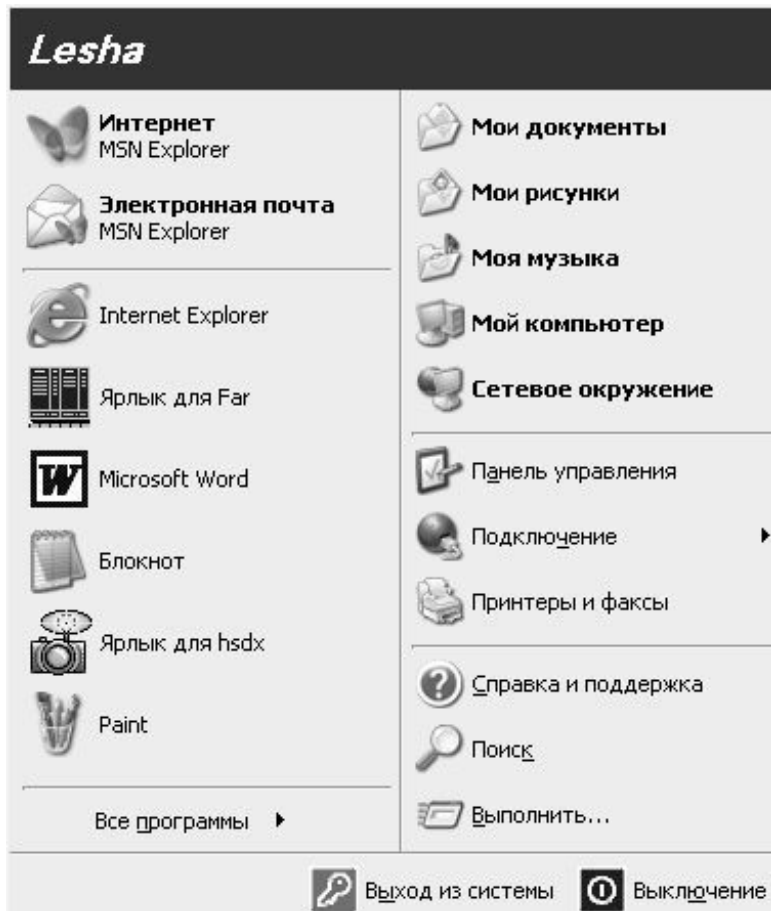 Lesha
Интернет
MSN Explorer
Электронная почта
MSN Explorer
Internet Explorer
Ярлык для Far
Microsoft Word
Блокнот
Ярлык для hsdx
Paint
Все программы
Мои документы
Мои рисунки
Моя музыка
Мой компьютер
Сетевое окружение
Панель управления
Подключение
Принтеры и факсы
Справка и поддержка
Поиск
Выполнить...
Выход из системы
Выключение